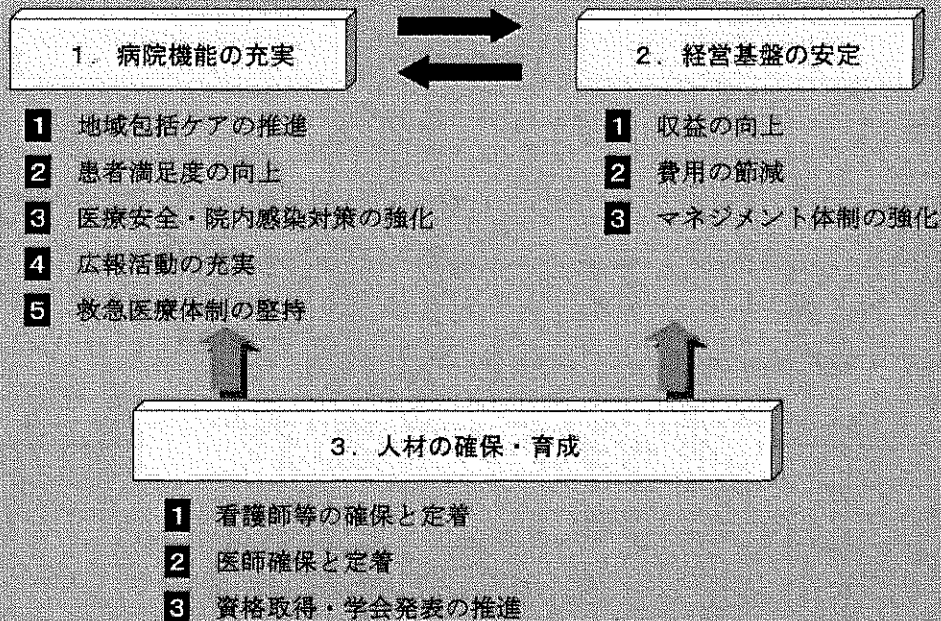 1. 病院機能の充実
1 地域包括ケアの推進
2 患者満足度の向上
3 医療安全・院内感染対策の強化
4 広報活動の充実
5 救急医療体制の堅持
2. 経営基盤の安定
1 収益の向上
2 費用の節減
3 マネジメント体制の強化
3. 人材の確保・育成
1 看護師等の確保と定着
2 医師確保と定着
3 資格取得・学会発表の推進